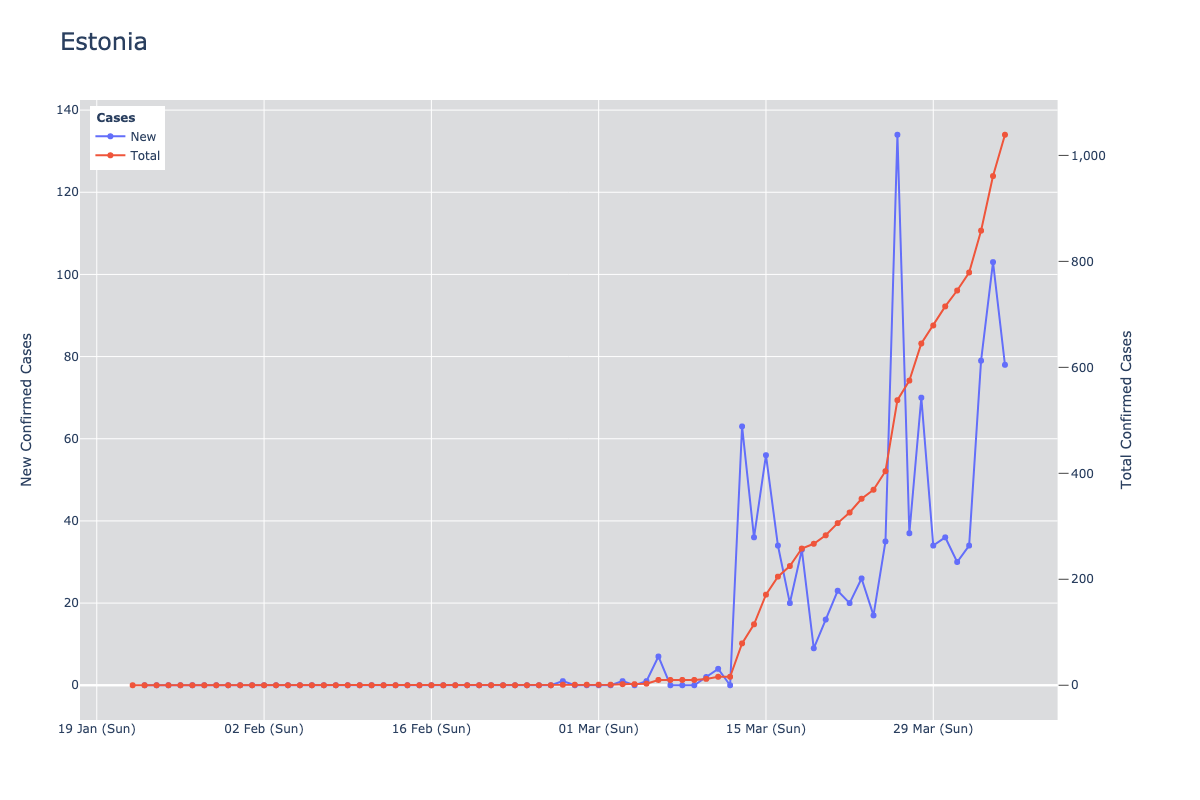 Estonia
Cases
New
Total
140
120
100
80
60
40
20
0
1,000
800
600
400
200
0
New Confirmed Cases
Total Confirmed Cases
19 Jan (Sun) 02 Feb (Sun) 16 Feb (Sun) 01 Mar (Sun) 15 Mar (Sun) 29 Mar (Sun)